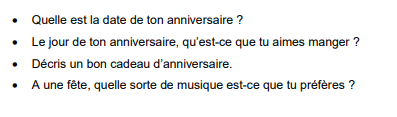 • Quelle est la date de ton anniversaire ?
• Le jour de ton anniversaire, qu'est-ce que tu aimes manger ?
• Décris un bon cadeau d'anniversaire.
• A une fête, quelle sorte de musique est-ce que tu préfères ?